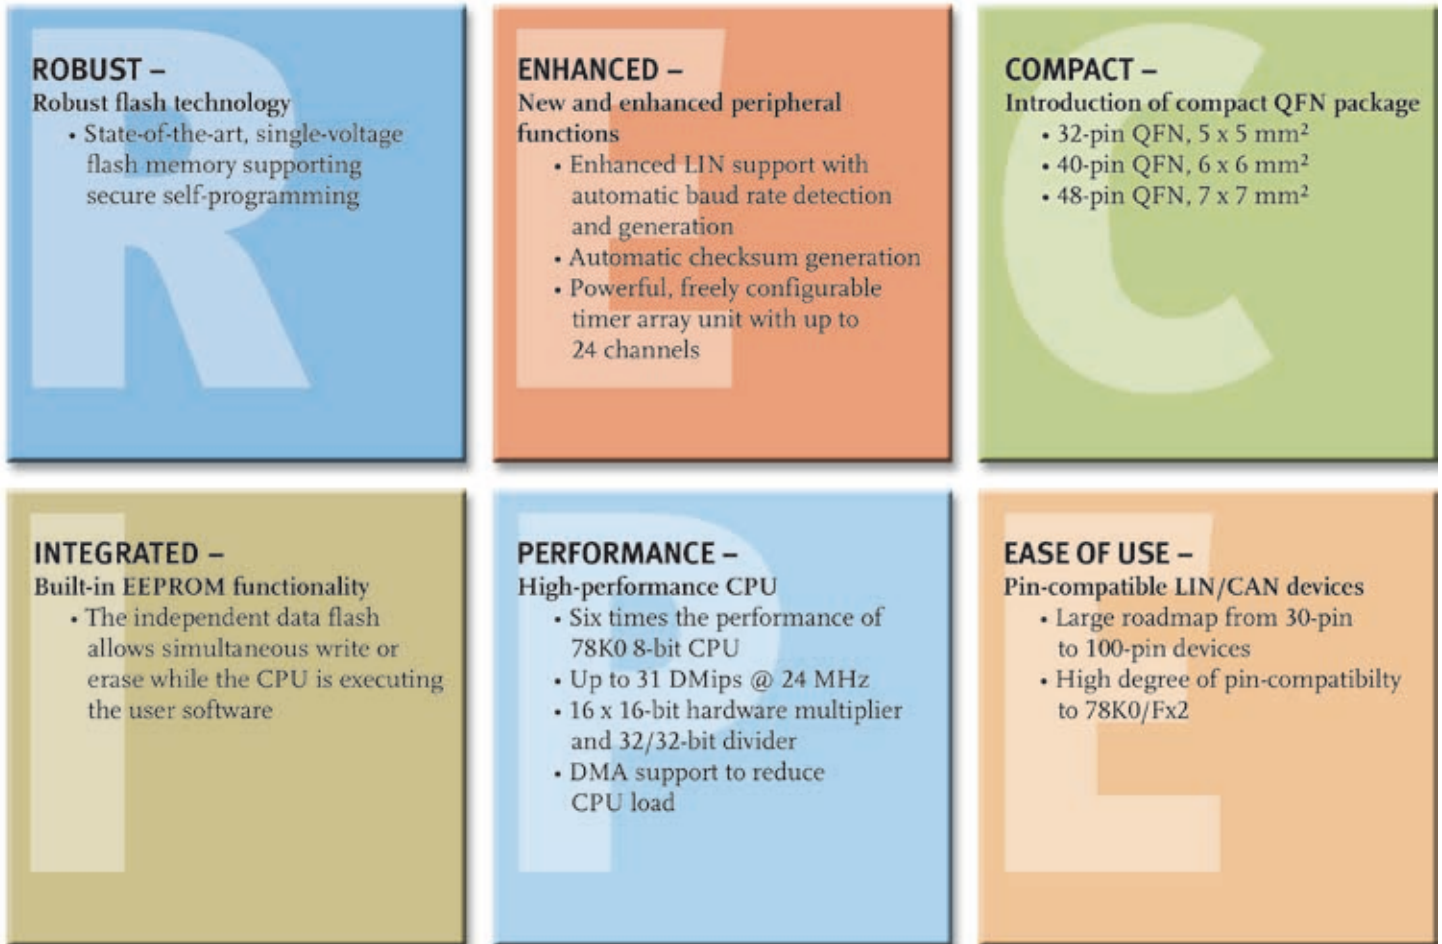 R
ROBUST –
Robust flash technology
• State-of-the-art, single-voltage
flash memory supporting
secure self-programming
E
ENHANCED –
New and enhanced peripheral
functions
• Enhanced LIN support with
automatic baud rate detection
and generation
• Automatic checksum generation
• Powerful, freely configurable
timer array unit with up to
24 channels
C
COMPACT –
Introduction of compact QFN package
• 32-pin QFN, 5 x 5 mm²
• 40-pin QFN, 6 x 6 mm²
• 48-pin QFN, 7 x 7 mm²
I
INTEGRATED –
Built-in EEPROM functionality
• The independent data flash
allows simultaneous write or
erase while the CPU is executing
the user software
P
PERFORMANCE –
High-performance CPU
• Six times the performance of
78K0 8-bit CPU
• Up to 31 DMips @ 24 MHz
• 16 x 16-bit hardware multiplier
and 32/32-bit divider
• DMA support to reduce
CPU load
E
EASE OF USE –
Pin-compatible LIN/CAN devices
• Large roadmap from 30-pin
to 100-pin devices
• High degree of pin-compatibilty
to 78K0/Fx2